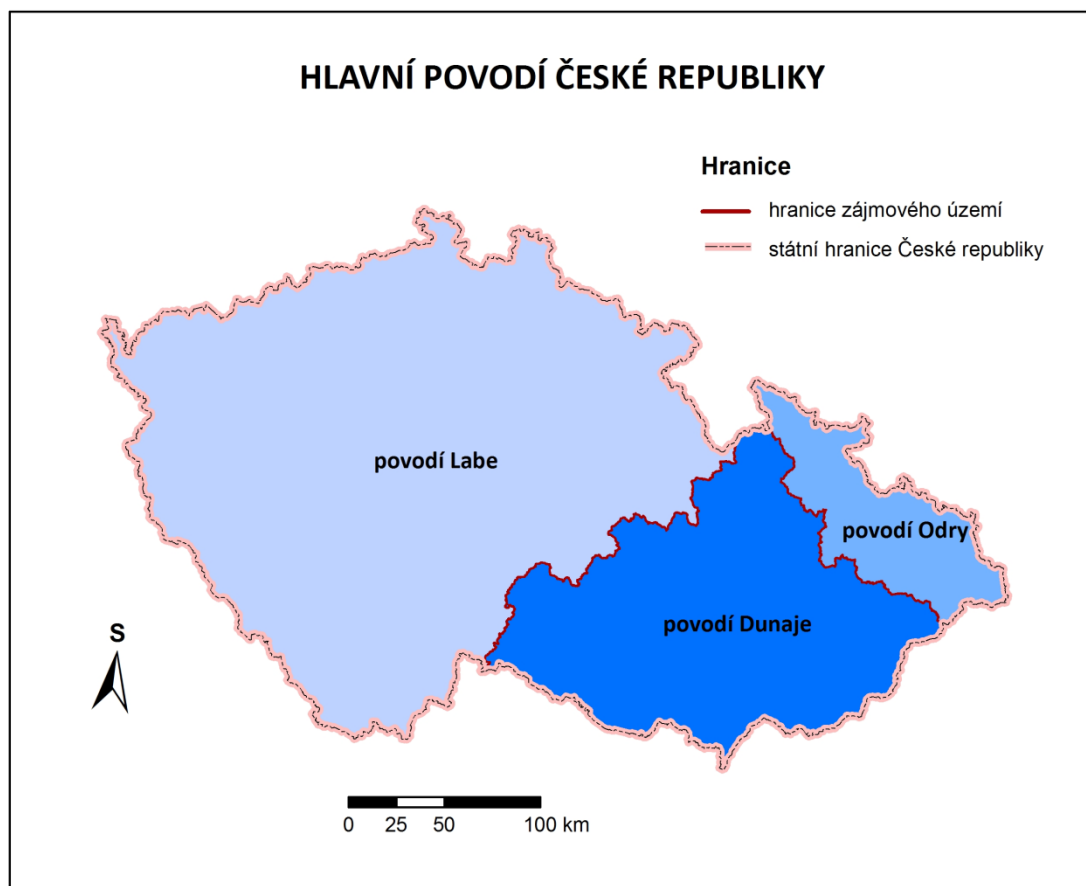 HLAVNÍ POVODÍ ČESKÉ REPUBLIKY
Hranice
hranice zájmového území
státní hranice České republiky
povodí Labe
povodí Odry
povodí Dunaje
S
0 25 50 100 km